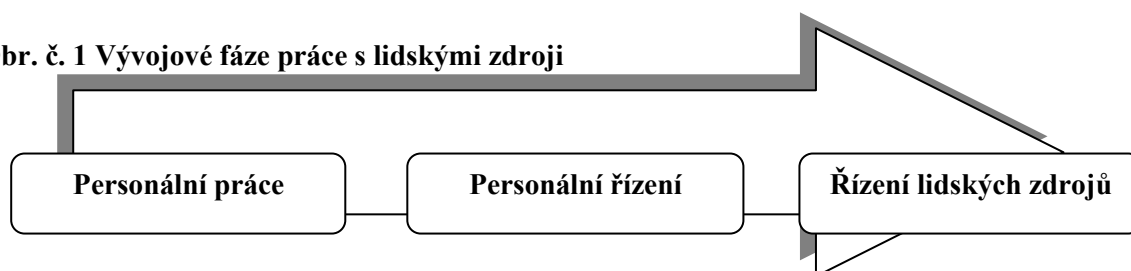 br. č. 1 Vývojové fáze práce s lidskými zdroji
Personální práce Personální řízení Řízení lidských zdrojů